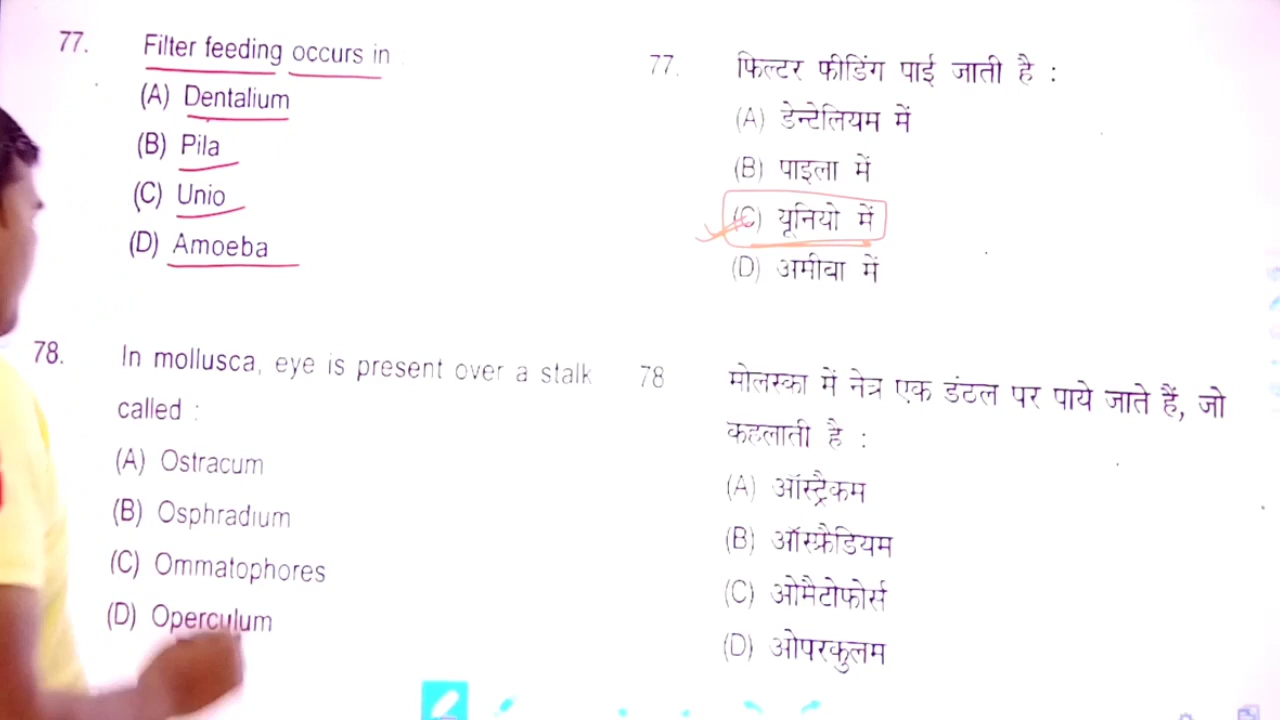 77. Filter feeding occurs in
(A) Dentalium
(B) Pila
(C) Unio
(D) Amoeba
78. In mollusca, eye is present over a stalk
called :
(A) Ostracum
(B) Osphradium
(C) Ommatophores
(D) Operculum
77. फिल्टर फीडिंग पाई जाती है :
(A) डेन्टेलियम में
(B) पाइला में
(C) यूनियो में
(D) अमीबा में
78 मोलस्का में नेत्र एक डंठल पर पाये जाते हैं, जो
कहलाती है :
(A) ऑस्ट्रैकम
(B) ऑस्फ्रैडियम
(C) ओमैटोफोर्स
(D) ओपरकुलम